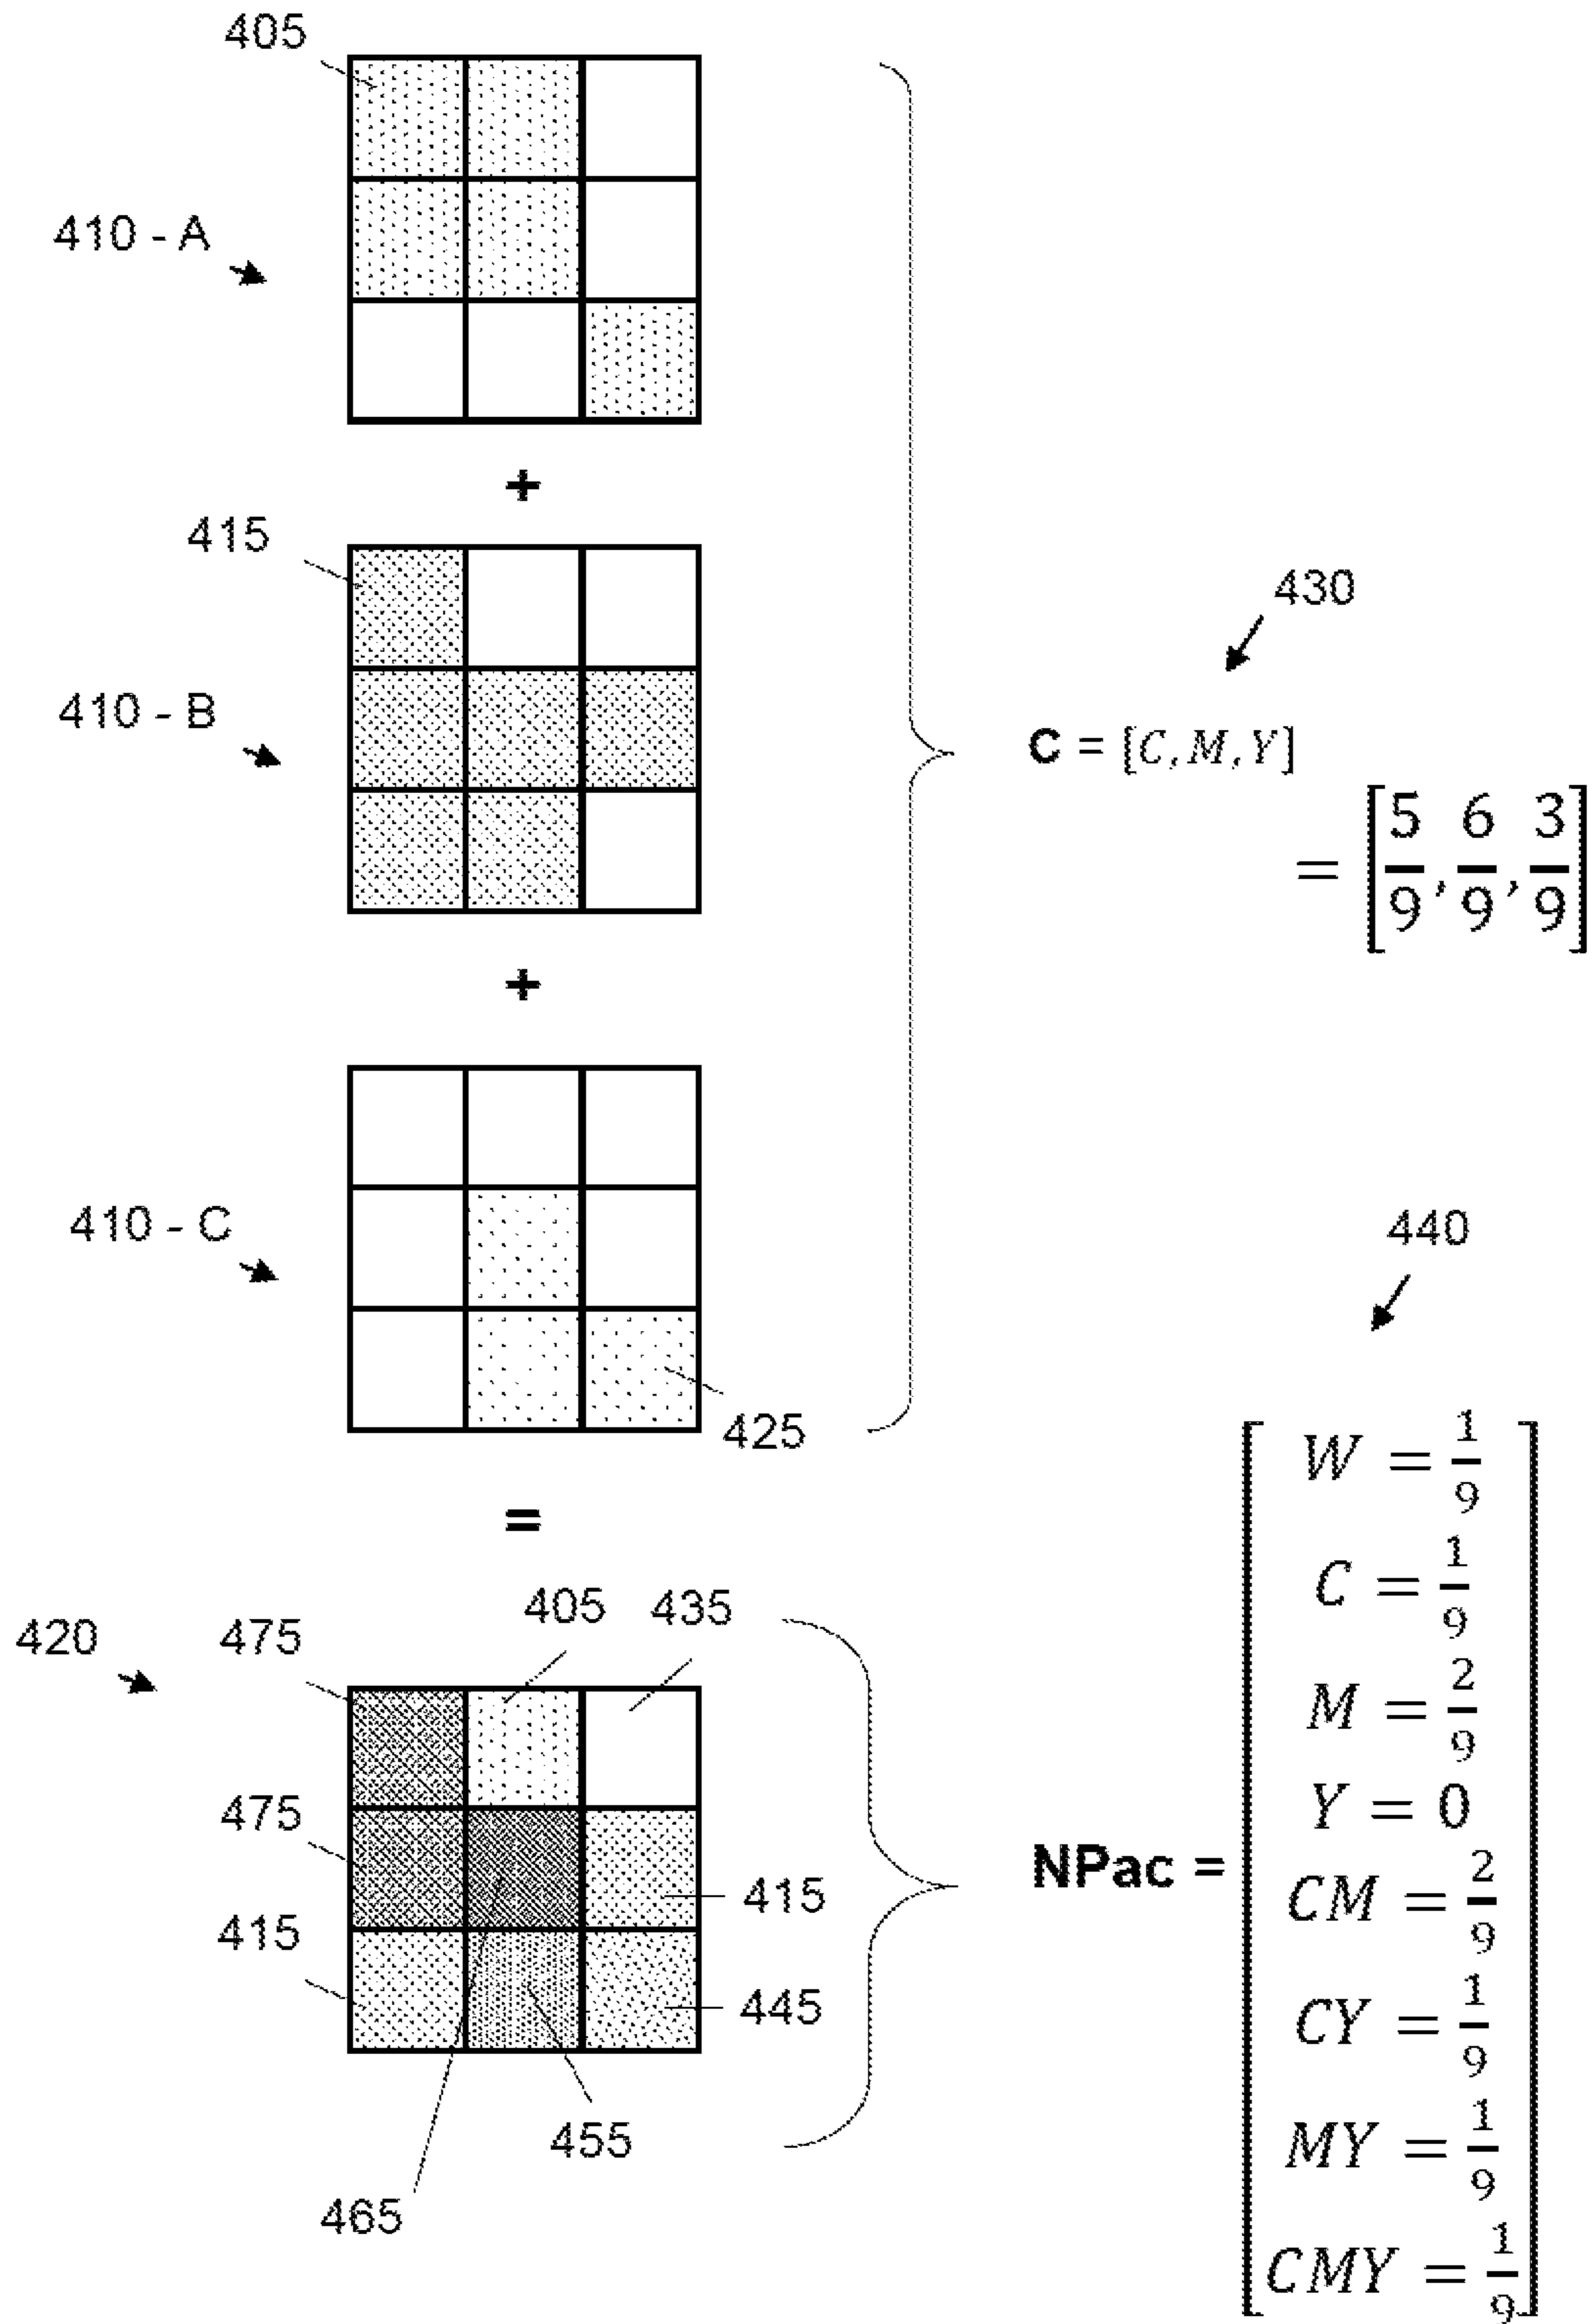 405
410 - A
+
415
430
410 - B
C = [C, M, Y]
= [5/9, 6/9, 3/9]
+
410 - C
440
425
=
W = 1/9
C = 1/9
405 435
420 475
M = 2/9
Y = 0
475
NPac =
415
CM = 2/9
415
445
CY = 1/9
455
MY = 1/9
465
CMY = 1/9